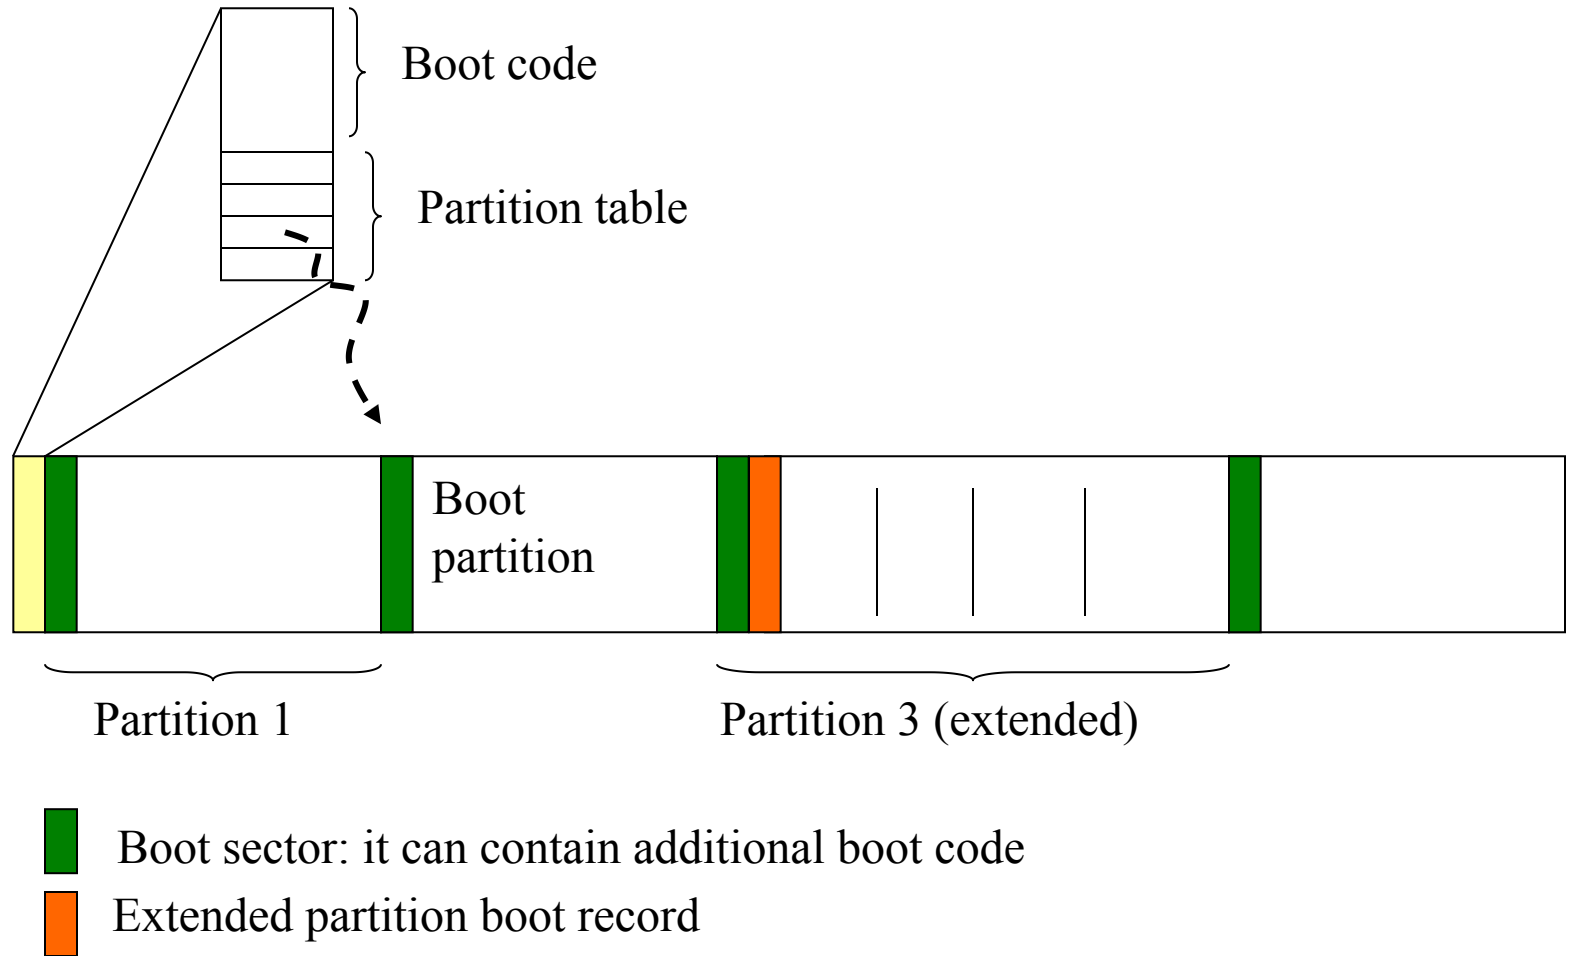 Boot code
Partition table
Boot
partition
Partition 1
Partition 3 (extended)
Boot sector: it can contain additional boot code
Extended partition boot record